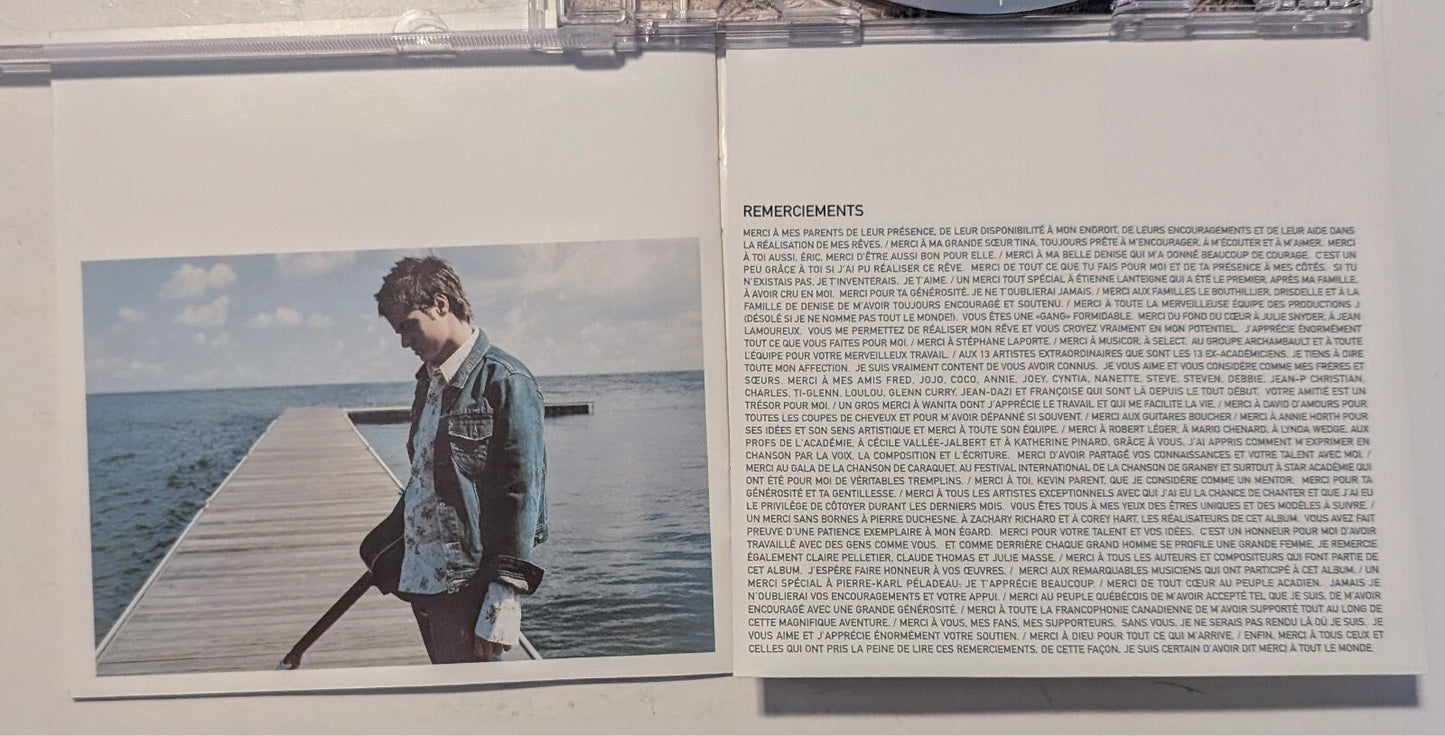 REMERCIEMENTS
MERCI À MES PARENTS DE LEUR PRÉSENCE, DE LEUR DISPONIBILITÉ À MON ENDROIT, DE LEURS ENCOURAGEMENTS ET DE LEUR AIDE DANS
LA RÉALISATION DE MES RÊVES. / MERCI À MA GRANDE SŒUR TINA, TOUJOURS PRÊTE À M'ENCOURAGER, À M'ÉCOUTER ET À M'AIMER. MERCI
À TOI AUSSI, ÉRIC, MERCI D'ÊTRE AUSSI BON POUR ELLE. / MERCI À MA BELLE DENISE QUI M'A DONNÉ BEAUCOUP DE COURAGE. C'EST UN
PEU GRÂCE À TOI SI J'AI PU RÉALISER CE RÊVE. MERCI DE TOUT CE QUE TU FAIS POUR MOI ET DE TA PRÉSENCE À MES CÔTÉS. SI TU
N'EXISTAIS PAS, JE T'INVENTERAIS. JE T'AIME. / UN MERCI TOUT SPÉCIAL À ÉTIENNE LANTEIGNE QUI A ÉTÉ LE PREMIER, APRÈS MA FAMILLE,
À AVOIR CRU EN MOI. MERCI POUR TA GÉNÉROSITÉ. JE NE T'OUBLIERAI JAMAIS. / MERCI AUX FAMILLES LE BOUTHILLIER, DRISDELLE ET À LA
FAMILLE DE DENISE DE M'AVOIR TOUJOURS ENCOURAGÉ ET SOUTENU. / MERCI À TOUTE LA MERVEILLEUSE ÉQUIPE DES PRODUCTIONS J
(DÉSOLÉ SI JE NE NOMME PAS TOUT LE MONDE!). VOUS ÊTES UNE «GANG» FORMIDABLE. MERCI DU FOND DU CŒUR À JULIE SNYDER, À JEAN
LAMOUREUX. VOUS ME PERMETTEZ DE RÉALISER MON RÊVE ET VOUS CROYEZ VRAIMENT EN MON POTENTIEL. J'APPRÉCIE ÉNORMÉMENT
TOUT CE QUE VOUS FAITES POUR MOI. / MERCI À STÉPHANE LAPORTE. / MERCI À MUSICOR, À SELECT, AU GROUPE ARCHAMBAULT ET À TOUTE
L'ÉQUIPE POUR VOTRE MERVEILLEUX TRAVAIL. / AUX 13 ARTISTES EXTRAORDINAIRES QUE SONT LES 13 EX-ACADÉMICIENS, JE TIENS À DIRE
TOUTE MON AFFECTION. JE SUIS VRAIMENT CONTENT DE VOUS AVOIR CONNUS. JE VOUS AIME ET VOUS CONSIDÈRE COMME MES FRÈRES ET
SŒURS. MERCI À MES AMIS FRED, JOJO, COCO, ANNIE, JOEY, CYNTIA, NANETTE, STEVE, STEVEN, DEBBIE, JEAN-P CHRISTIAN,
CHARLES, TI-GLENN, LOULOU, GLENN CURRY, JEAN-DAZI ET FRANÇOISE QUI SONT LÀ DEPUIS LE TOUT DÉBUT. VOTRE AMITIÉ EST UN
TRÉSOR POUR MOI. / UN GROS MERCI À WANITA DONT J'APPRÉCIE LE TRAVAIL ET QUI ME FACILITE LA VIE. / MERCI À DAVID D'AMOURS POUR
TOUTES LES COUPES DE CHEVEUX ET POUR M'AVOIR DÉPANNÉ SI SOUVENT. / MERCI AUX GUITARES BOUCHER / MERCI À ANNIE HORTH POUR
SES IDÉES ET SON SENS ARTISTIQUE ET MERCI À TOUTE SON ÉQUIPE. / MERCI À ROBERT LÉGER, À MARIO CHENARD, À LYNDA WEDGE, AUX
PROFS DE L'ACADÉMIE, À CÉCILE VALLÉE-JALBERT ET À KATHERINE PINARD, GRÂCE À VOUS, J'AI APPRIS COMMENT M'EXPRIMER EN
CHANSON PAR LA VOIX, LA COMPOSITION ET L'ÉCRITURE. MERCI D'AVOIR PARTAGÉ VOS CONNAISSANCES ET VOTRE TALENT AVEC MOI. /
MERCI AU GALA DE LA CHANSON DE CARAQUET, AU FESTIVAL INTERNATIONAL DE LA CHANSON DE GRANBY ET SURTOUT À STAR ACADÉMIE QUI
ONT ÉTÉ POUR MOI DE VÉRITABLES TREMPLINS. / MERCI À TOI, KEVIN PARENT, QUE JE CONSIDÈRE COMME UN MENTOR. MERCI POUR TA
GÉNÉROSITÉ ET TA GENTILLESSE. / MERCI À TOUS LES ARTISTES EXCEPTIONNELS AVEC QUI J'AI EU LA CHANCE DE CHANTER ET QUE J'AI EU
LE PRIVILÈGE DE CÔTOYER DURANT LES DERNIERS MOIS. VOUS ÊTES TOUS À MES YEUX DES ÊTRES UNIQUES ET DES MODÈLES À SUIVRE. /
UN MERCI SANS BORNES À PIERRE DUCHESNE, À ZACHARY RICHARD ET À COREY HART, LES RÉALISATEURS DE CET ALBUM. VOUS AVEZ FAIT
PREUVE D'UNE PATIENCE EXEMPLAIRE À MON ÉGARD. MERCI POUR VOTRE TALENT ET VOS IDÉES. C'EST UN HONNEUR POUR MOI D'AVOIR
TRAVAILLÉ AVEC DES GENS COMME VOUS. ET COMME DERRIÈRE CHAQUE GRAND HOMME SE PROFILE UNE GRANDE FEMME, JE REMERCIE
ÉGALEMENT CLAIRE PELLETIER, CLAUDE THOMAS ET JULIE MASSE. / MERCI À TOUS LES AUTEURS ET COMPOSITEURS QUI FONT PARTIE DE
CET ALBUM. J'ESPÈRE FAIRE HONNEUR À VOS ŒUVRES. / MERCI AUX REMARQUABLES MUSICIENS QUI ONT PARTICIPÉ À CET ALBUM. / UN
MERCI SPÉCIAL À PIERRE-KARL PÉLADEAU: JE T'APPRÉCIE BEAUCOUP. / MERCI DE TOUT CŒUR AU PEUPLE ACADIEN. JAMAIS JE
N'OUBLIERAI VOS ENCOURAGEMENTS ET VOTRE APPUI. / MERCI AU PEUPLE QUÉBÉCOIS DE M'AVOIR ACCEPTÉ TEL QUE JE SUIS, DE M'AVOIR
ENCOURAGÉ AVEC UNE GRANDE GÉNÉROSITÉ. / MERCI À TOUTE LA FRANCOPHONIE CANADIENNE DE M'AVOIR SUPPORTÉ TOUT AU LONG DE
CETTE MAGNIFIQUE AVENTURE. / MERCI À VOUS, MES FANS, MES SUPPORTEURS. SANS VOUS, JE NE SERAIS PAS RENDU LÀ OÙ JE SUIS. JE
VOUS AIME ET J'APPRÉCIE ÉNORMÉMENT VOTRE SOUTIEN. / MERCI À DIEU POUR TOUT CE QUI M'ARRIVE. / ENFIN, MERCI À TOUS CEUX ET
CELLES QUI ONT PRIS LA PEINE DE LIRE CES REMERCIEMENTS. DE CETTE FAÇON, JE SUIS CERTAIN D'AVOIR DIT MERCI À TOUT LE MONDE.